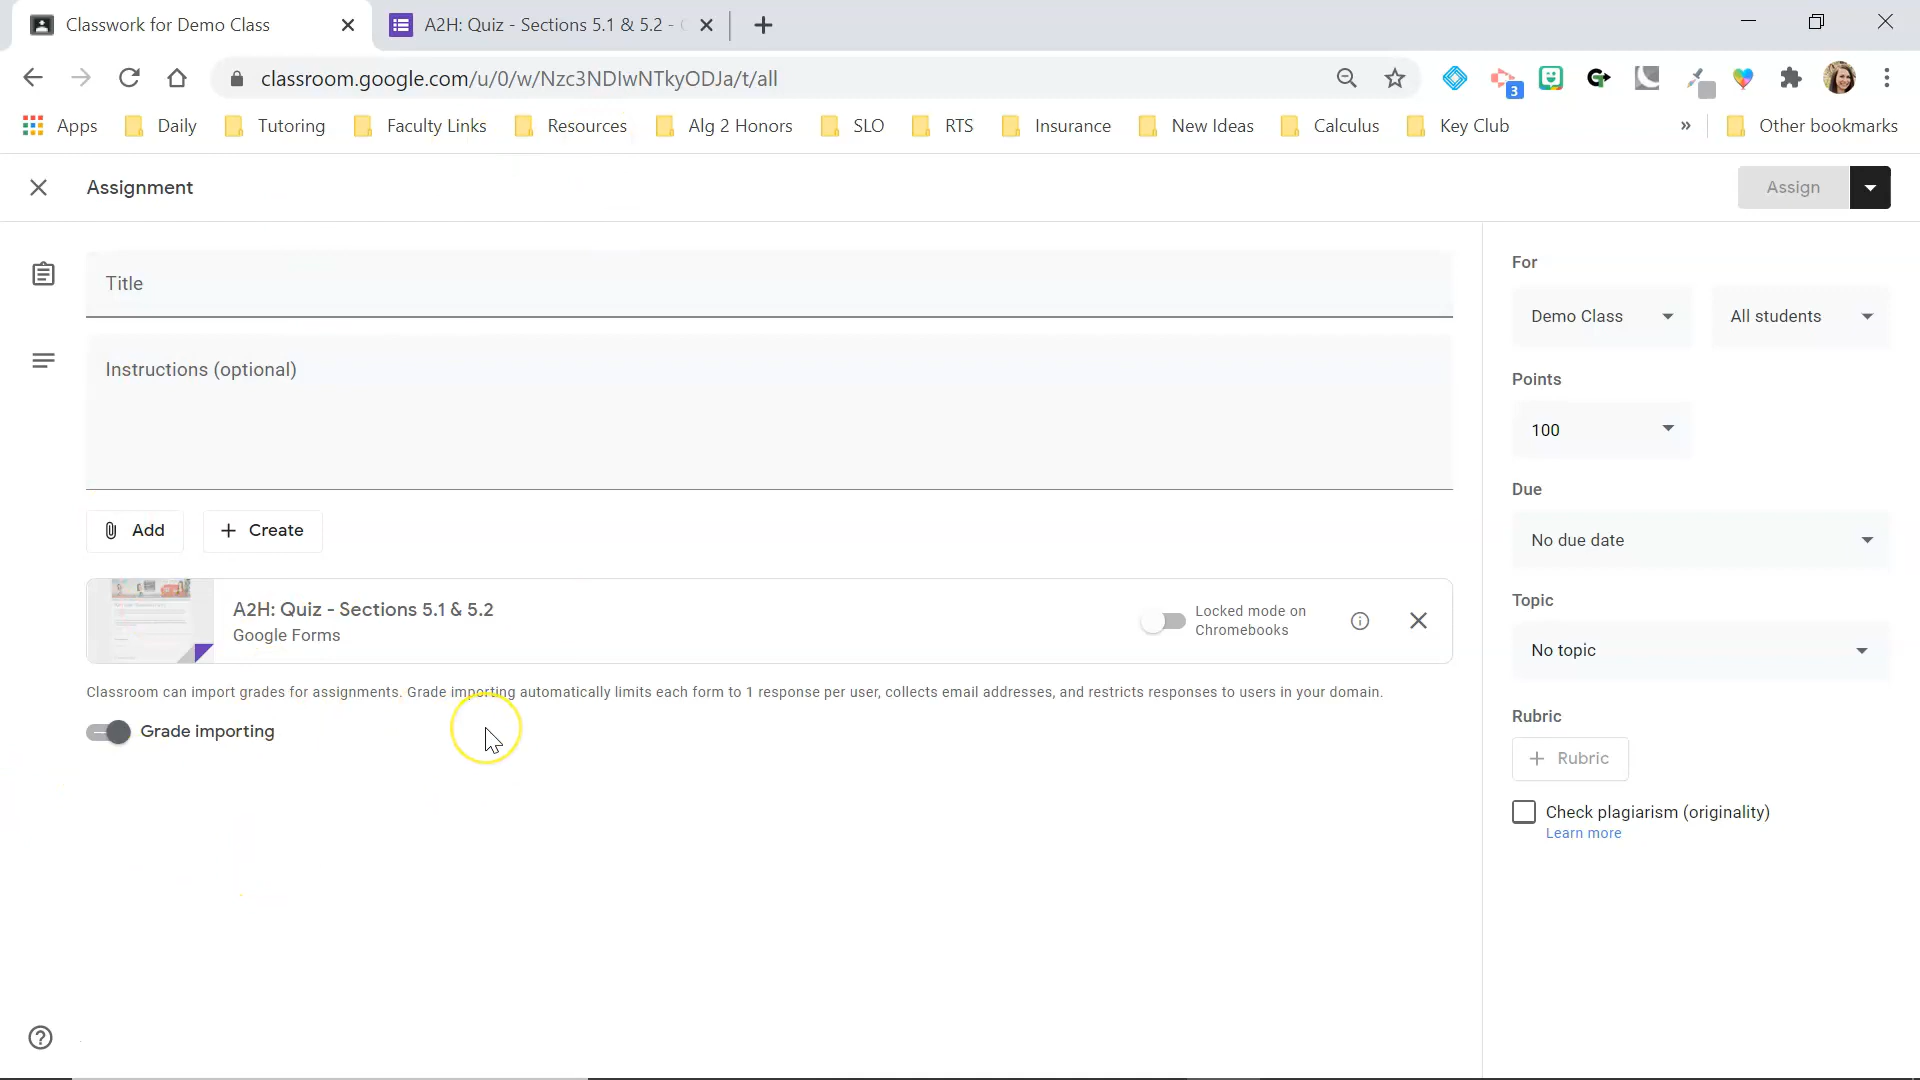 Classwork for Demo Class
A2H: Quiz - Sections 5.1 & 5.2 -
classroom.google.com/u/0/w/Nzc3NDIwNTkyODJa/t/all
3
Apps
Daily
Tutoring
Faculty Links
Resources
Alg 2 Honors
SLO
RTS
Insurance
New Ideas
Calculus
Key Club
»
Other bookmarks
Assignment
Assign
Title
Instructions (optional)
Add
Create
A2H: Quiz - Sections 5.1 & 5.2
Google Forms
Locked mode on
Chromebooks
Classroom can import grades for assignments. Grade importing automatically limits each form to 1 response per user, collects email addresses, and restricts responses to users in your domain.
Grade importing
For
Demo Class
All students
Points
100
Due
No due date
Topic
No topic
Rubric
Rubric
Check plagiarism (originality)
Learn more